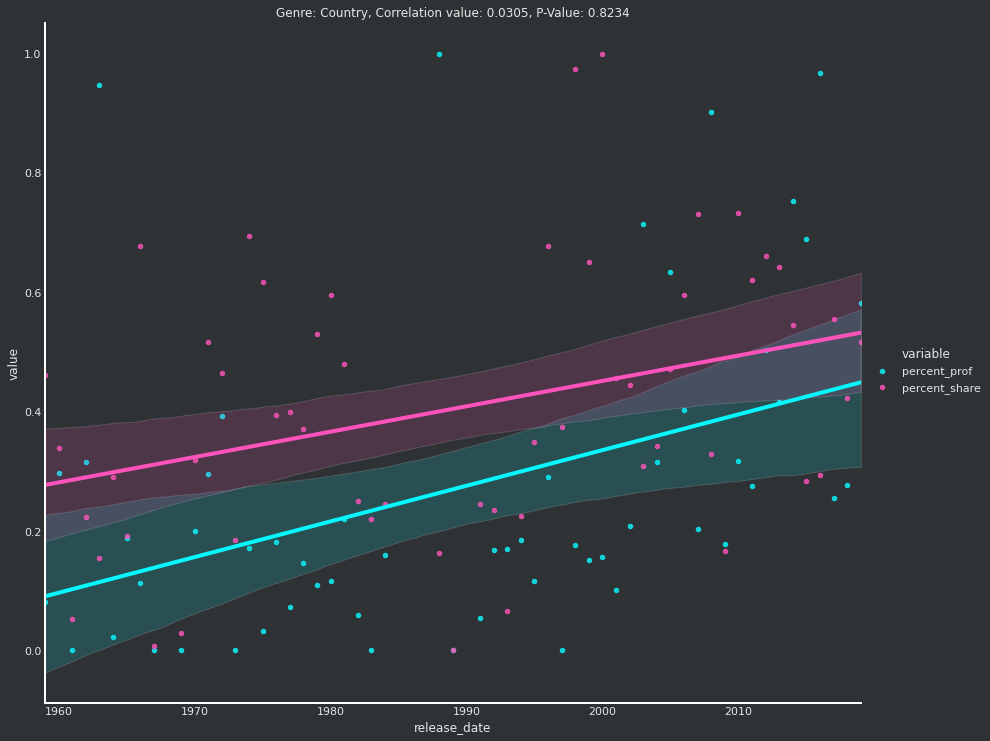 Genre: Country, Correlation value: 0.0305, P-Value: 0.8234
1.0
0.8
0.6
0.4
0.2
0.0
value
1960 1970 1980 1990 2000 2010
release_date
variable
percent_prof
percent_share